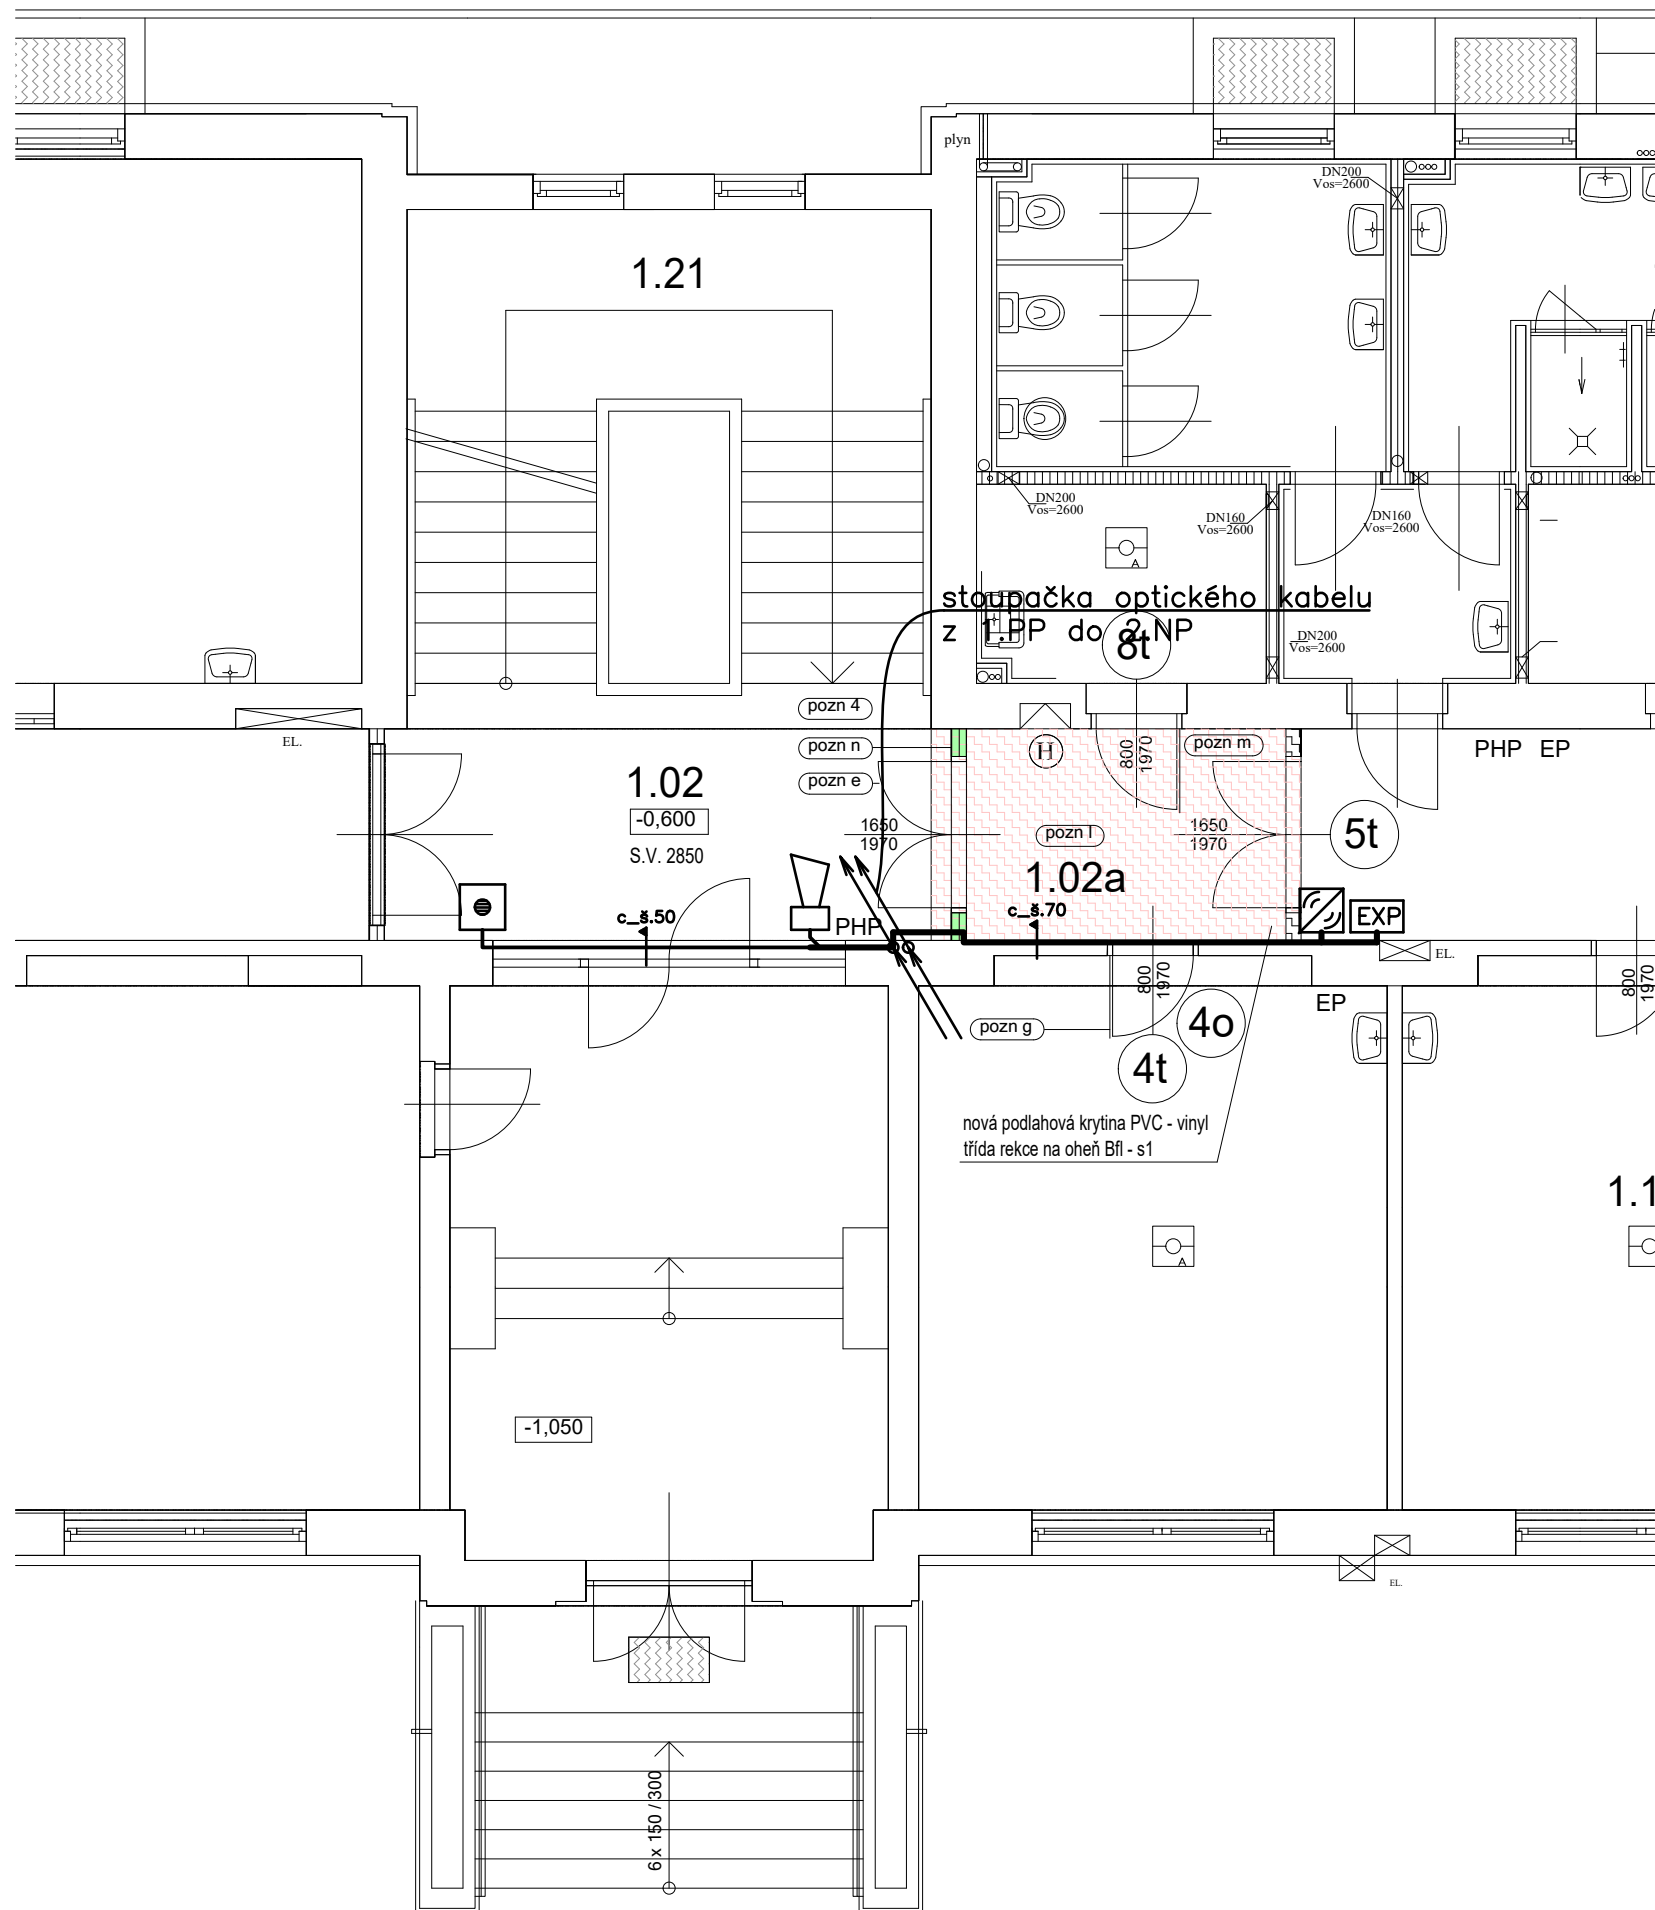 plyn
DN200
Vos=2600
1.21
DN200
Vos=2600
DN160
Vos=2600
DN160
Vos=2600
A
stoupačka optického kabelu
z 1.PP do 2.NP
8t
DN200
Vos=2600
pozn 4
EL.
pozn n
H
800
1970
pozn m
PHP EP
1.02
pozn e
-0,600
S.V. 2850
1650
1970
pozn l
1650
1970
5t
1.02a
c_š.50
PHP
c_š.70
EXP
EL.
800
1970
800
1970
EP
pozn g
4o
4t
nová podlahová krytina PVC - vinyl
třída rekce na oheň Bfl - s1
1.1
A
-1,050
EL.
6 x 150 / 300